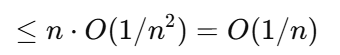 ≤ n · O(1/n²) = O(1/n)